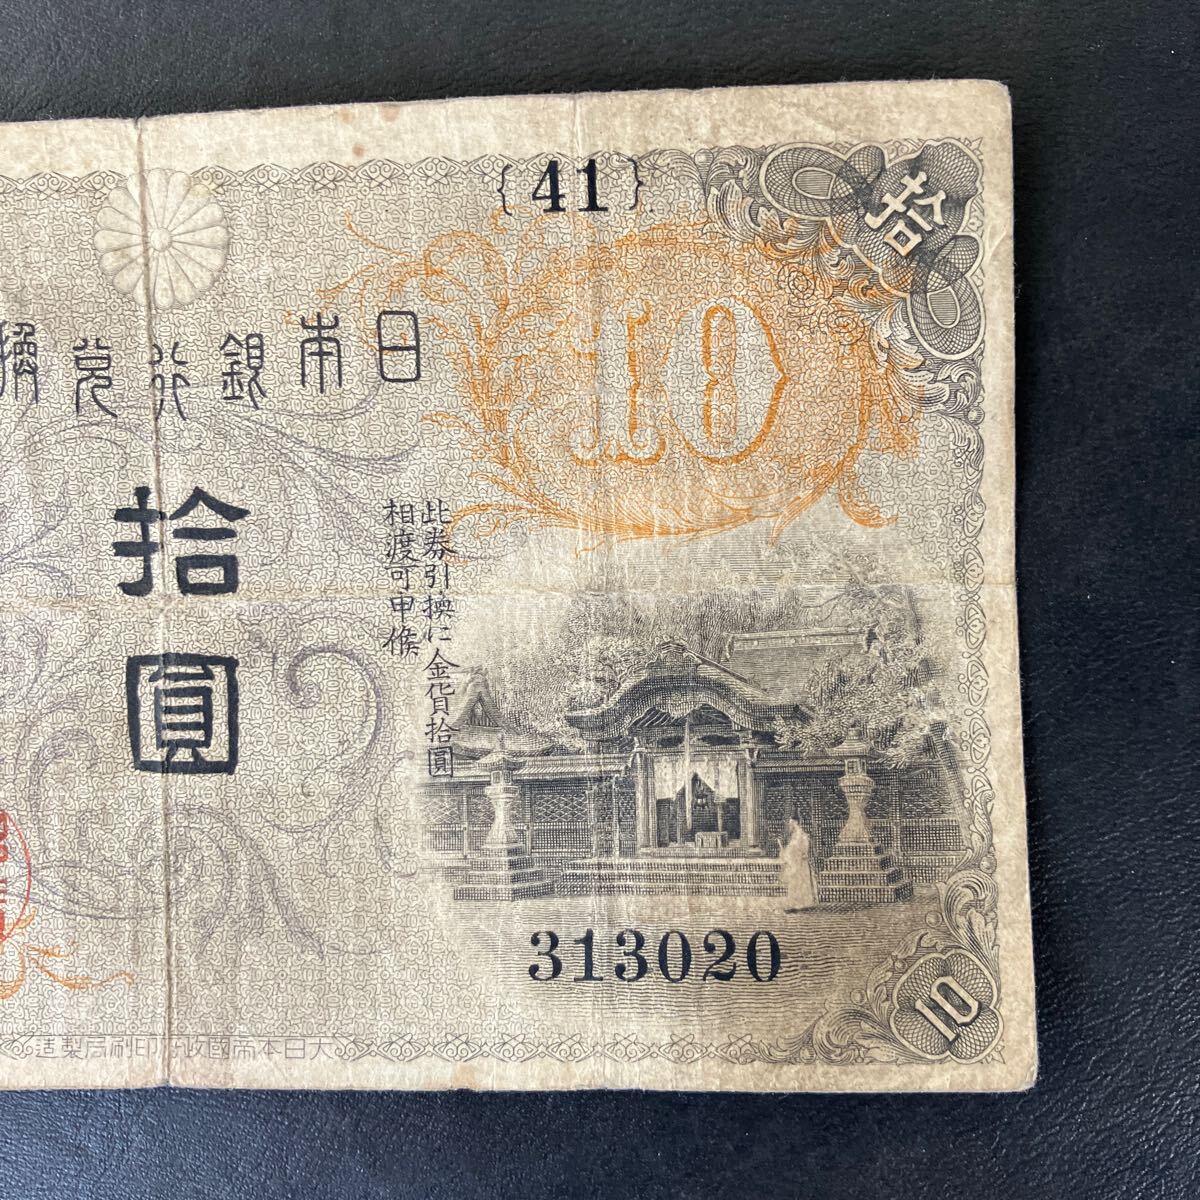 {41}
拾
10
日本銀行兌換
拾圓
此券引換に金貨拾圓
相渡可申候
313020
10
大日本帝國政府印刷局製造